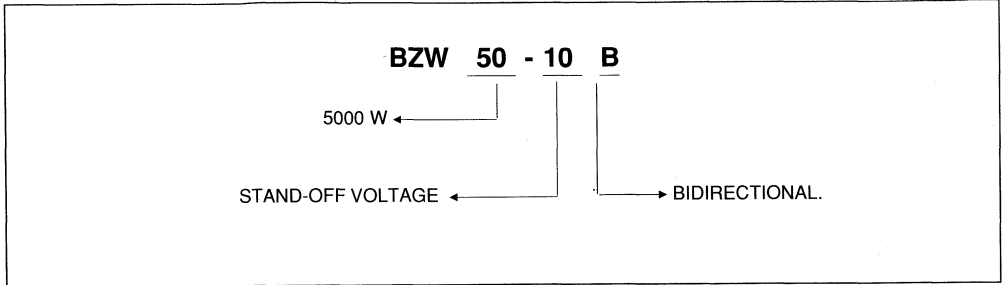 BZW 50 - 10 B
5000 W
STAND-OFF VOLTAGE
BIDIRECTIONAL.